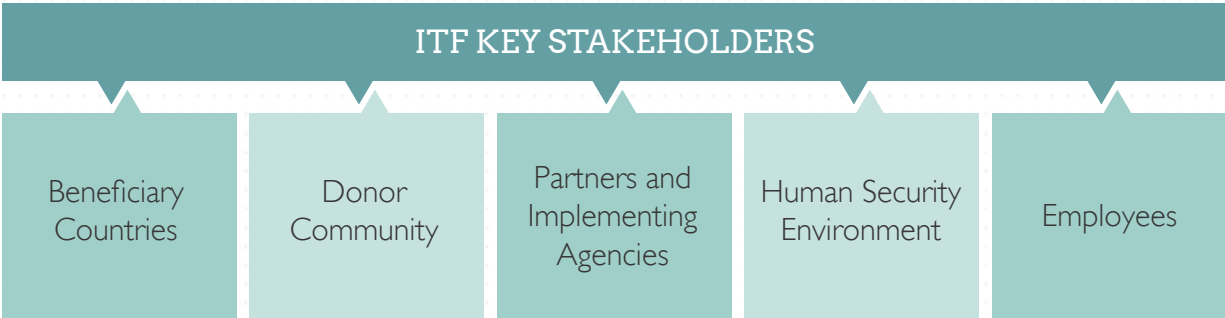 ITF KEY STAKEHOLDERS
Beneficiary
Countries
Donor
Community
Partners and
Implementing
Agencies
Human Security
Environment
Employees